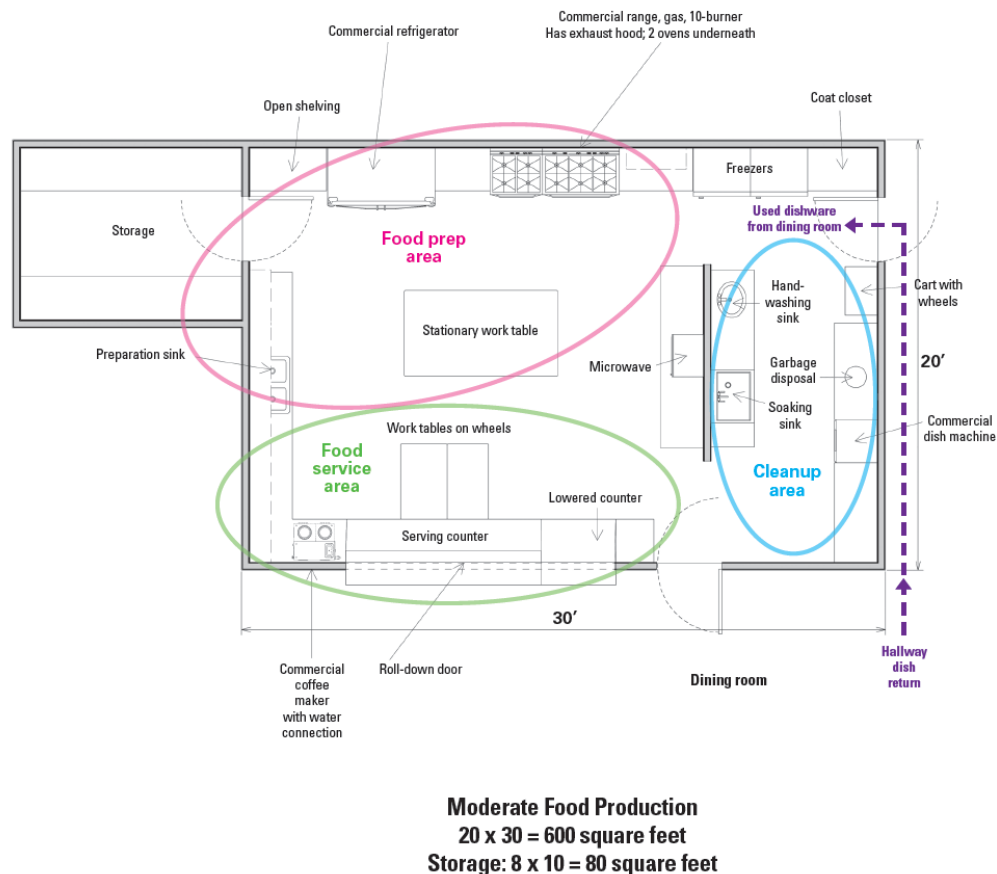 Commercial range, gas, 10-burner
Has exhaust hood; 2 ovens underneath
Commercial refrigerator
Open shelving
Coat closet
Freezers
Used dishware
from dining room
Storage
Food prep
area
Hand-
washing
sink
Cart with
wheels
Stationary work table
Preparation sink
Microwave
Garbage
disposal
20′
Soaking
sink
Commercial
dish machine
Work tables on wheels
Food
service
area
Cleanup
area
Lowered counter
Serving counter
30′
Commercial
coffee
maker
with water
connection
Roll-down door
Dining room
Hallway
dish
return
Moderate Food Production
20 x 30 = 600 square feet
Storage: 8 x 10 = 80 square feet